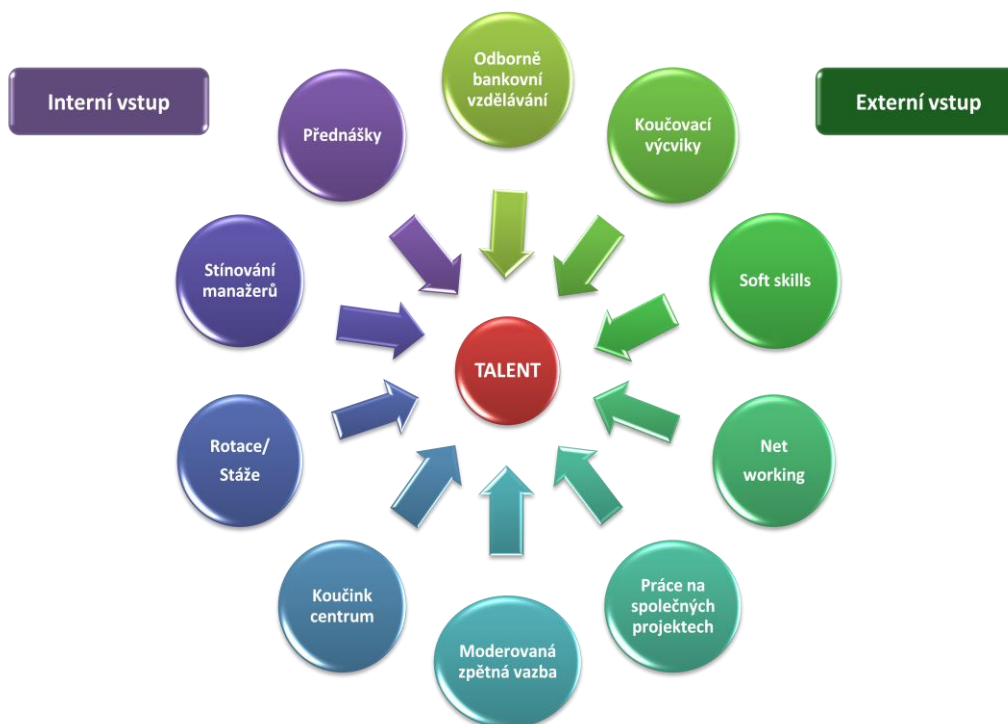 Interní vstup
Externí vstup
Odborně
bankovní
vzdělávání
Koučovací
výcviky
Soft skills
Net
working
Práce na
společných
projektech
Moderovaná
zpětná vazba
Koučink
centrum
Rotace/
Stáže
Stínování
manažerů
Přednášky
TALENT